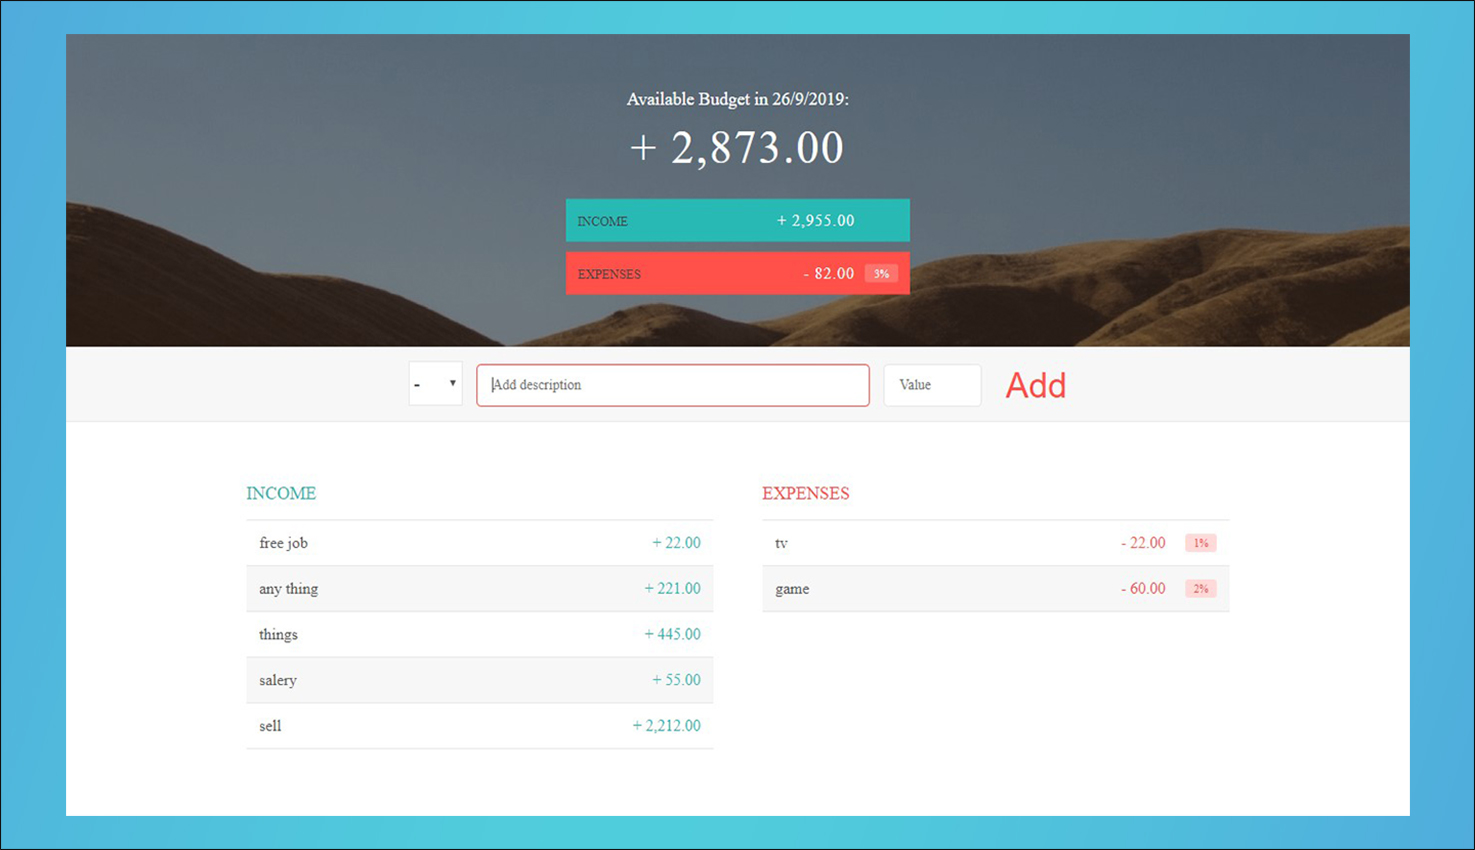 Available Budget in 26/9/2019:
+ 2,873.00
INCOME + 2,955.00
EXPENSES - 82.00 3%
- Add description Value Add
INCOME
free job + 22.00
any thing + 221.00
things + 445.00
salery + 55.00
sell + 2,212.00
EXPENSES
tv - 22.00 1%
game - 60.00 2%